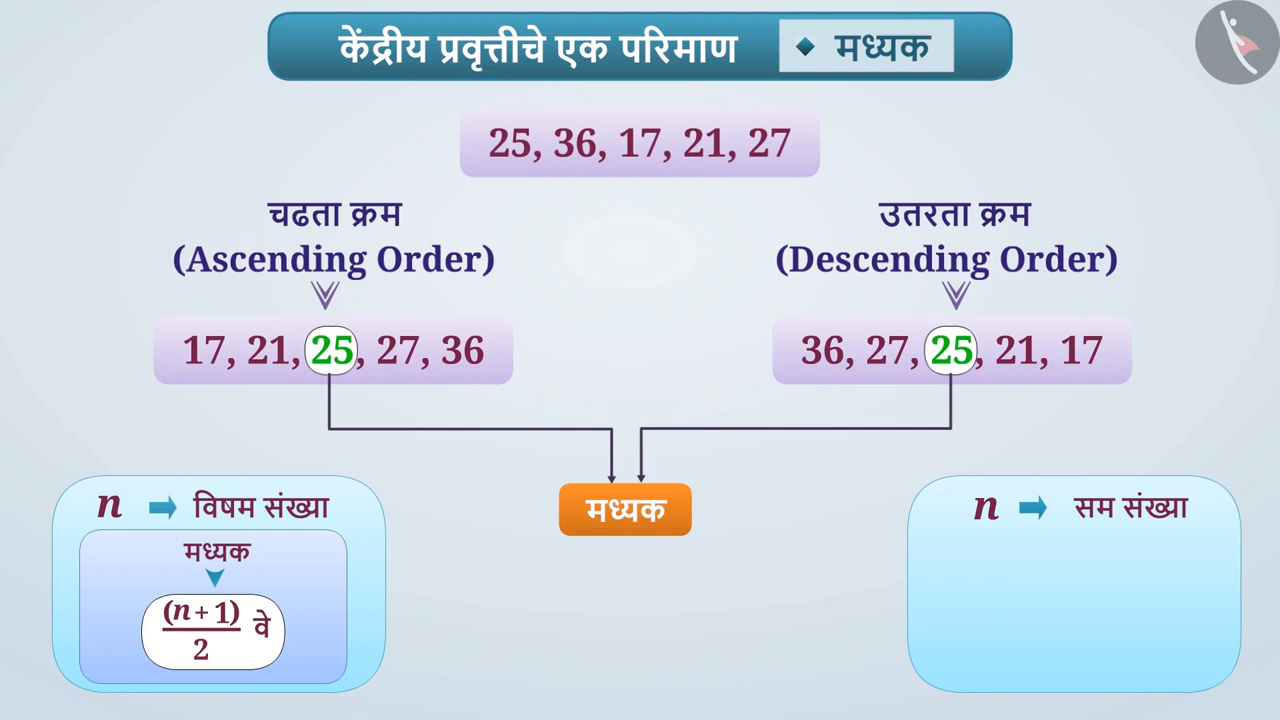 केंद्रीय प्रवृत्तीचे एक परिमाण ◆ मध्यक
25, 36, 17, 21, 27
चढता क्रम
(Ascending Order)
17, 21, 25, 27, 36
उतरता क्रम
(Descending Order)
36, 27, 25, 21, 17
मध्यक
n ➡ विषम संख्या
मध्यक
(n + 1)
2
वे
n ➡ सम संख्या